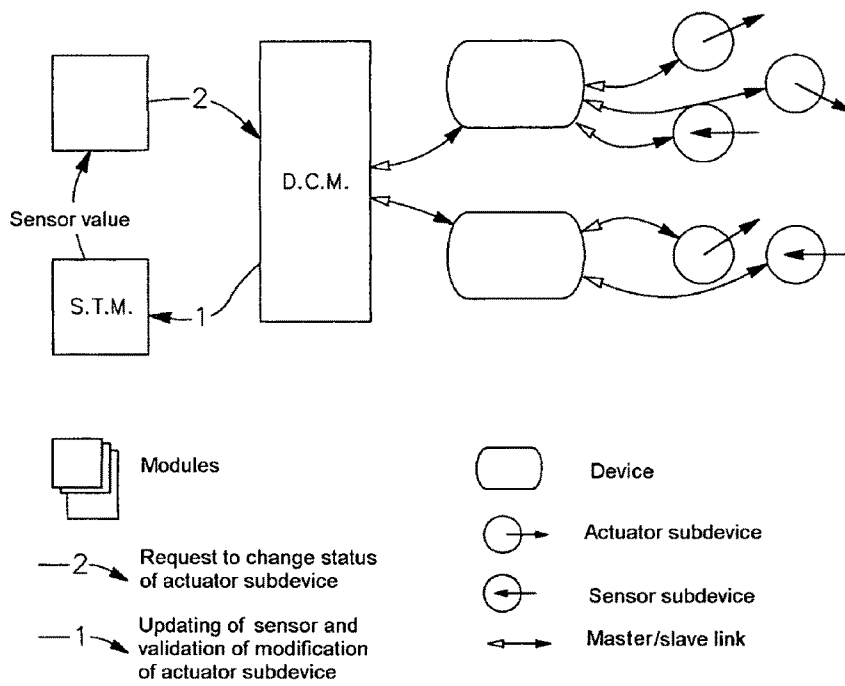 2
D.C.M.
Sensor value
S.T.M.
1
Modules
Device
2
Request to change status
of actuator subdevice
Actuator subdevice
Sensor subdevice
1
Updating of sensor and
validation of modification
of actuator subdevice
Master/slave link